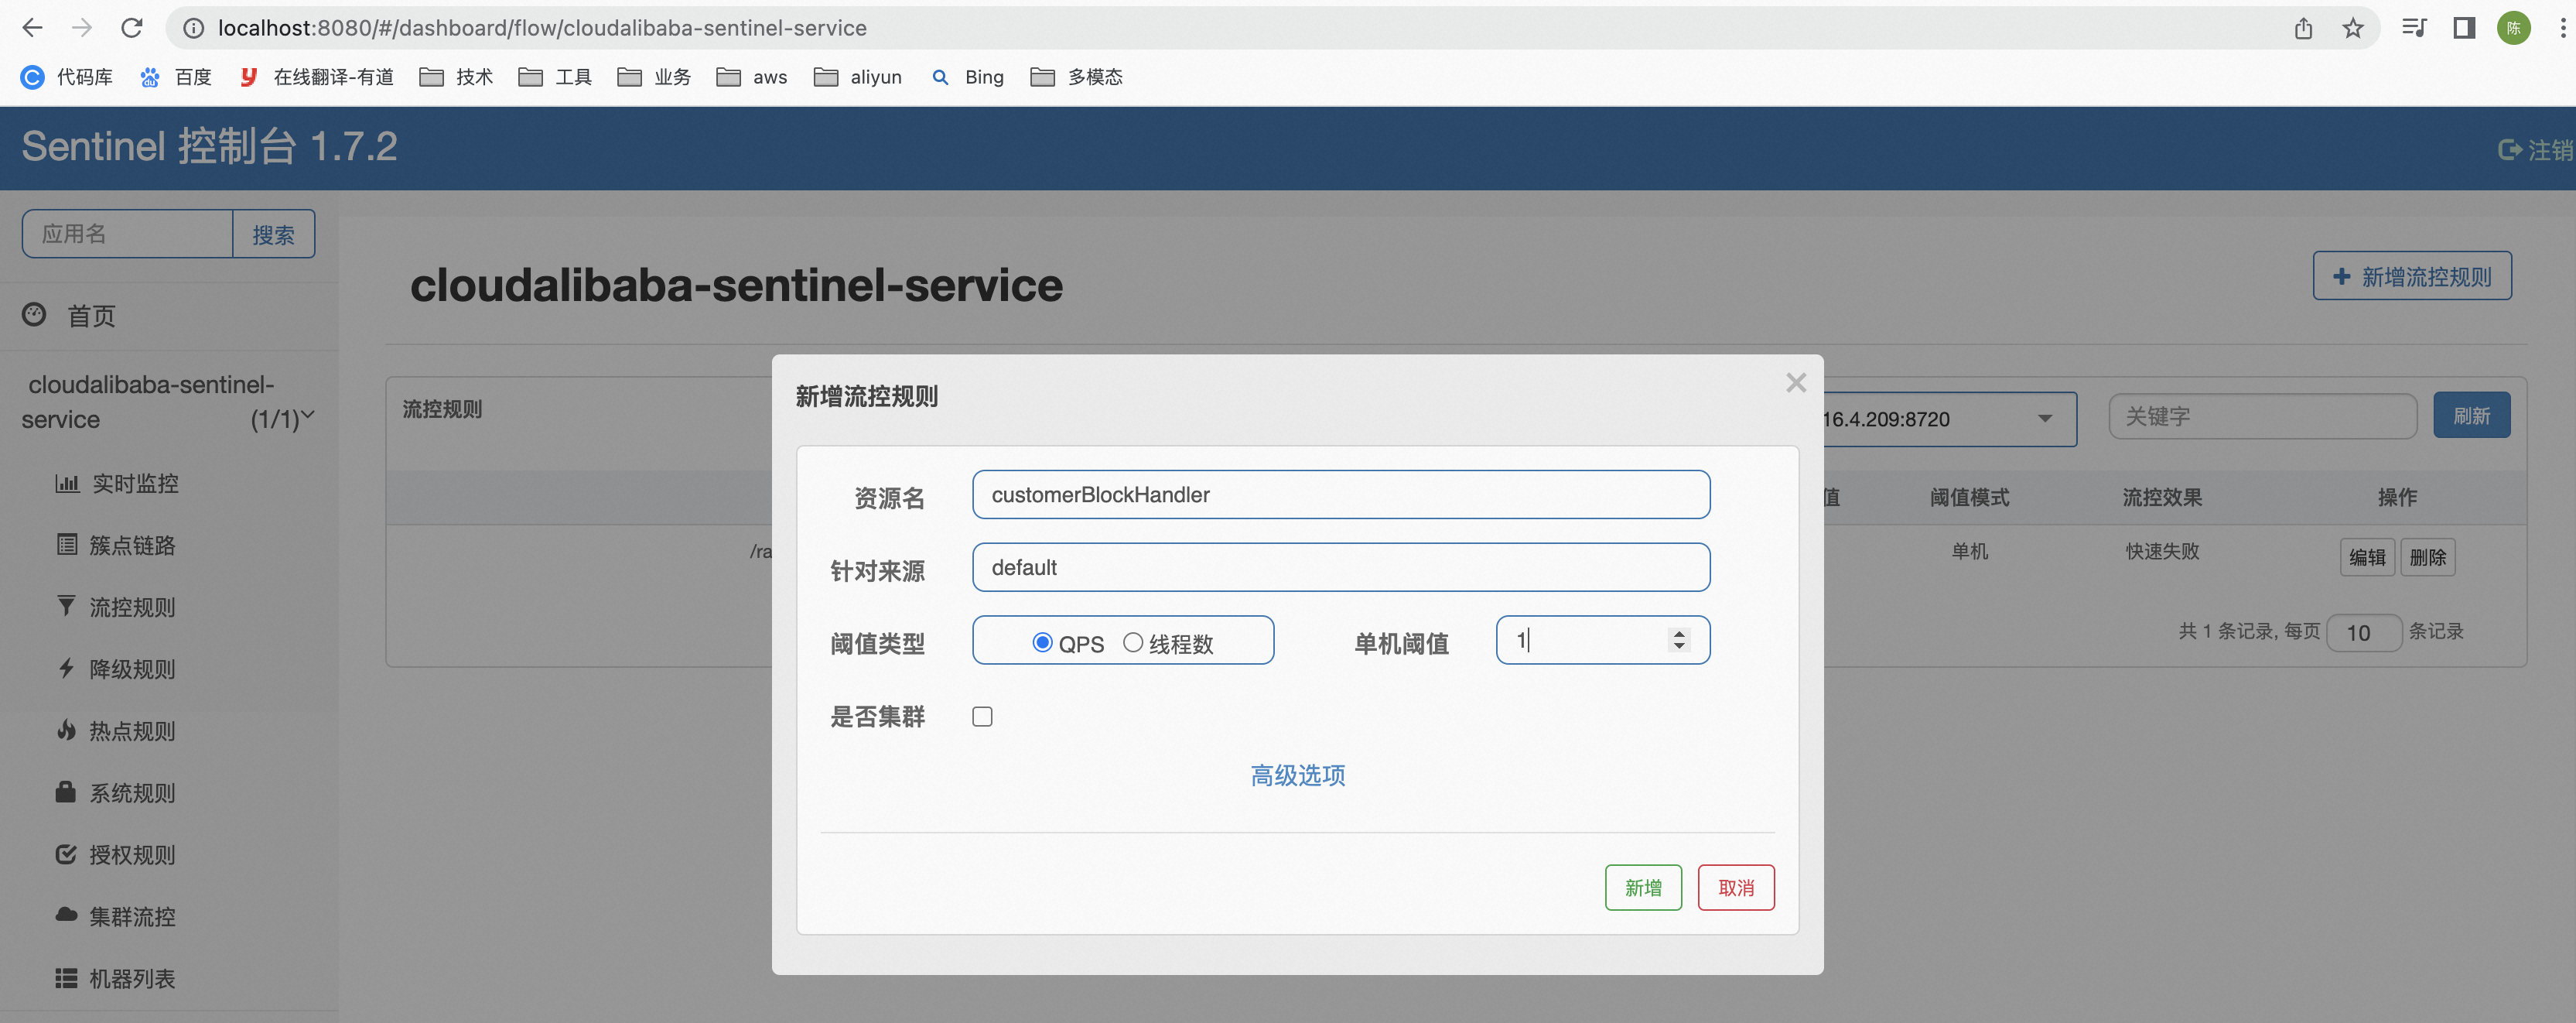 localhost:8080/#/dashboard/flow/cloudalibaba-sentinel-service
陈
代码库 百度 在线翻译-有道 技术 工具 业务 aws aliyun Bing 多模态
Sentinel 控制台 1.7.2
注销
应用名 搜索
cloudalibaba-sentinel-service
新增流控规则
首页
cloudalibaba-sentinel-
service (1/1)
实时监控
簇点链路
流控规则
降级规则
热点规则
系统规则
授权规则
集群流控
机器列表
流控规则
16.4.209:8720 关键字 刷新
值 阈值模式 流控效果 操作
/ra 单机 快速失败 编辑 删除
共 1 条记录, 每页 10 条记录
新增流控规则
资源名 customerBlockHandler
针对来源 default
阈值类型 QPS 线程数 单机阈值 1
是否集群
高级选项
新增 取消